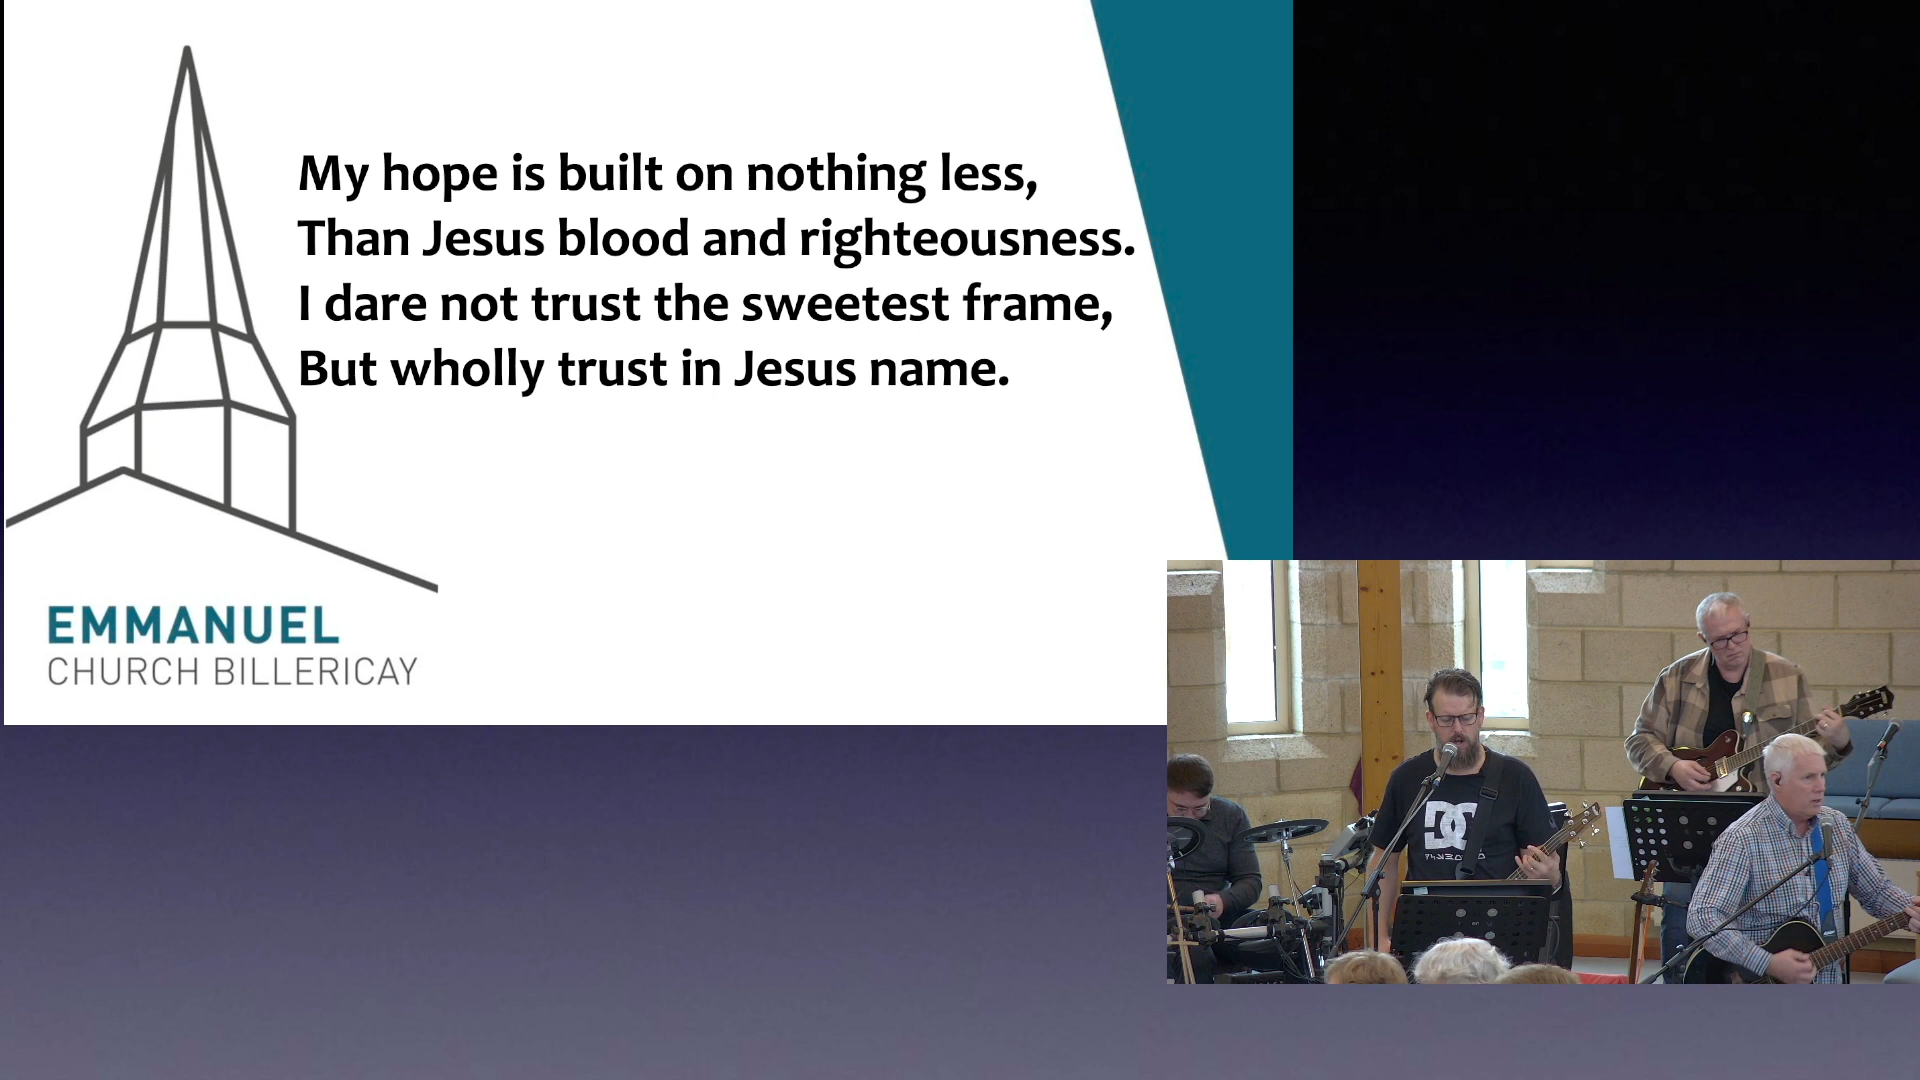 My hope is built on nothing less,
Than Jesus blood and righteousness.
I dare not trust the sweetest frame,
But wholly trust in Jesus name.
EMMANUEL
CHURCH BILLERICAY
DC